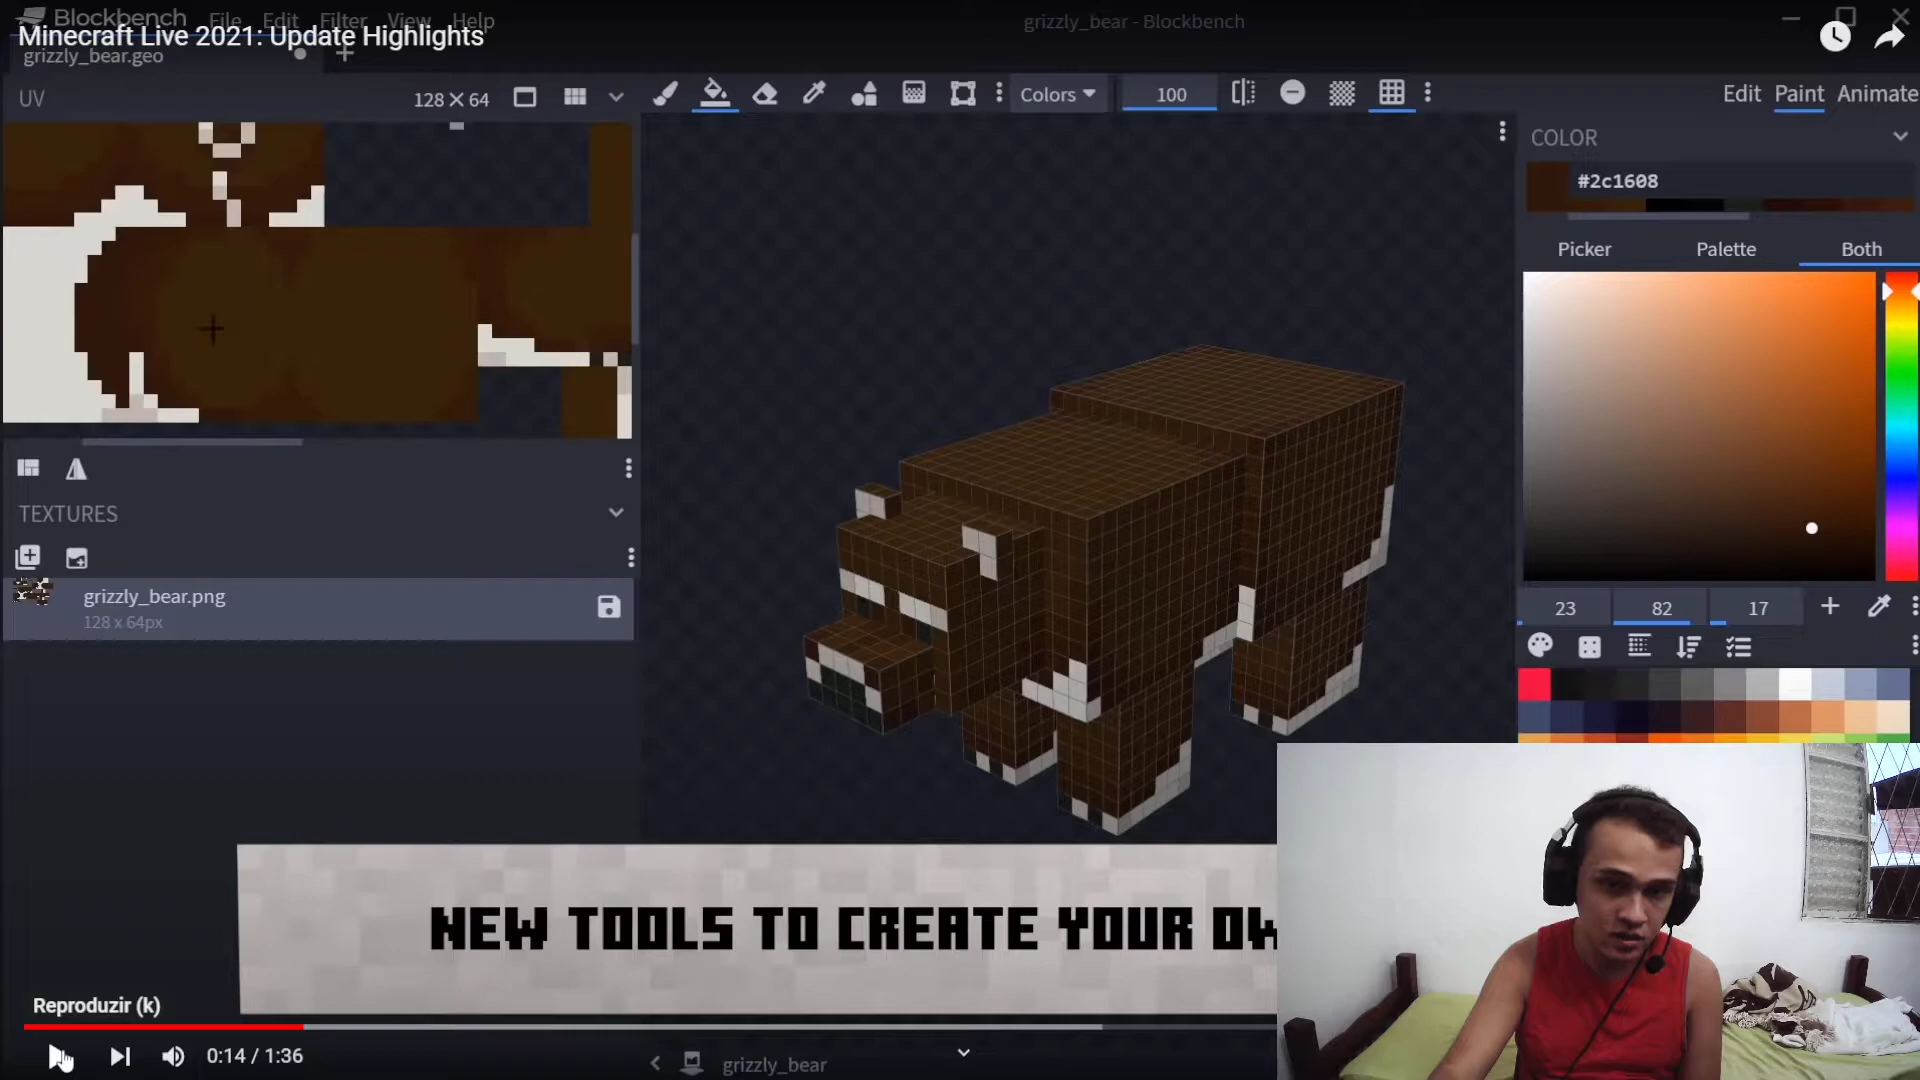 Blockbench File Edit Filter View Help
grizzly_bear - Blockbench
Minecraft Live 2021: Update Highlights
grizzly_bear.geo
UV
128 × 64
Colors
100
Edit Paint Animate
COLOR
#2c1608
Picker Palette Both
23 82 17
TEXTURES
grizzly_bear.png
128 x 64px
NEW TOOLS TO CREATE YOUR OW
Reproduzir (k)
0:14 / 1:36
grizzly_bear